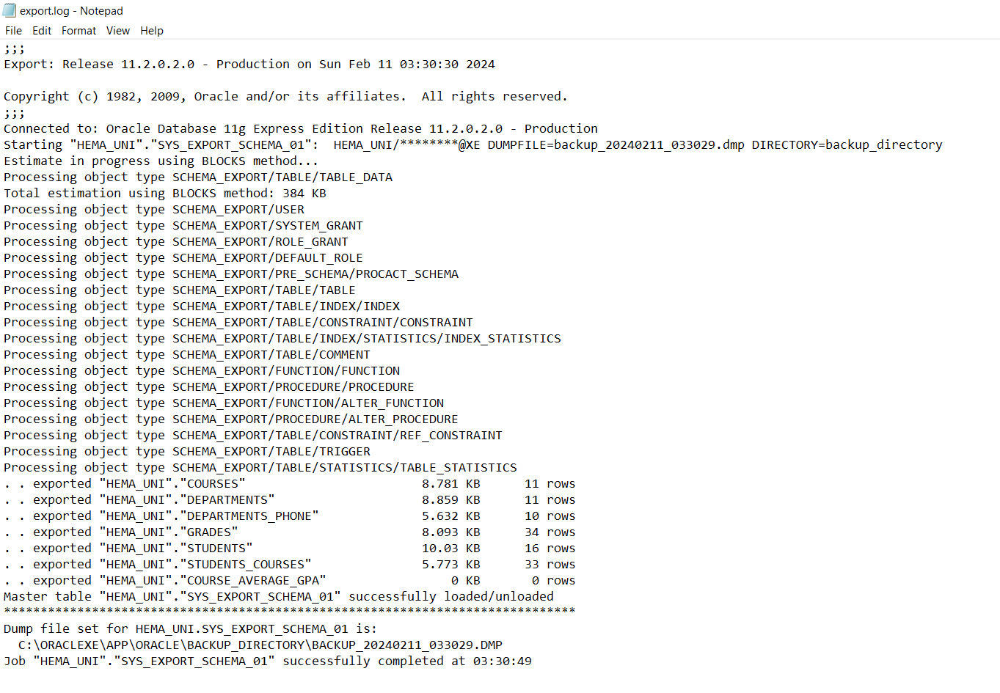 export.log - Notepad
File Edit Format View Help
;;;
Export: Release 11.2.0.2.0 - Production on Sun Feb 11 03:30:30 2024

Copyright (c) 1982, 2009, Oracle and/or its affiliates.  All rights reserved.
;;;
Connected to: Oracle Database 11g Express Edition Release 11.2.0.2.0 - Production
Starting "HEMA_UNI"."SYS_EXPORT_SCHEMA_01":  HEMA_UNI/********@XE DUMPFILE=backup_20240211_033029.dmp DIRECTORY=backup_directory
Estimate in progress using BLOCKS method...
Processing object type SCHEMA_EXPORT/TABLE/TABLE_DATA
Total estimation using BLOCKS method: 384 KB
Processing object type SCHEMA_EXPORT/USER
Processing object type SCHEMA_EXPORT/SYSTEM_GRANT
Processing object type SCHEMA_EXPORT/ROLE_GRANT
Processing object type SCHEMA_EXPORT/DEFAULT_ROLE
Processing object type SCHEMA_EXPORT/PRE_SCHEMA/PROCACT_SCHEMA
Processing object type SCHEMA_EXPORT/TABLE/TABLE
Processing object type SCHEMA_EXPORT/TABLE/INDEX/INDEX
Processing object type SCHEMA_EXPORT/TABLE/CONSTRAINT/CONSTRAINT
Processing object type SCHEMA_EXPORT/TABLE/INDEX/STATISTICS/INDEX_STATISTICS
Processing object type SCHEMA_EXPORT/TABLE/COMMENT
Processing object type SCHEMA_EXPORT/FUNCTION/FUNCTION
Processing object type SCHEMA_EXPORT/PROCEDURE/PROCEDURE
Processing object type SCHEMA_EXPORT/FUNCTION/ALTER_FUNCTION
Processing object type SCHEMA_EXPORT/PROCEDURE/ALTER_PROCEDURE
Processing object type SCHEMA_EXPORT/TABLE/CONSTRAINT/REF_CONSTRAINT
Processing object type SCHEMA_EXPORT/TABLE/TRIGGER
Processing object type SCHEMA_EXPORT/TABLE/STATISTICS/TABLE_STATISTICS
. . exported "HEMA_UNI"."COURSES"                        8.781 KB      11 rows
. . exported "HEMA_UNI"."DEPARTMENTS"                    8.859 KB      11 rows
. . exported "HEMA_UNI"."DEPARTMENTS_PHONE"              5.632 KB      10 rows
. . exported "HEMA_UNI"."GRADES"                         8.093 KB      34 rows
. . exported "HEMA_UNI"."STUDENTS"                       10.03 KB      16 rows
. . exported "HEMA_UNI"."STUDENTS_COURSES"               5.773 KB      33 rows
. . exported "HEMA_UNI"."COURSE_AVERAGE_GPA"                 0 KB       0 rows
Master table "HEMA_UNI"."SYS_EXPORT_SCHEMA_01" successfully loaded/unloaded
******************************************************************************
Dump file set for HEMA_UNI.SYS_EXPORT_SCHEMA_01 is:
  C:\ORACLEXE\APP\ORACLE\BACKUP_DIRECTORY\BACKUP_20240211_033029.DMP
Job "HEMA_UNI"."SYS_EXPORT_SCHEMA_01" successfully completed at 03:30:49